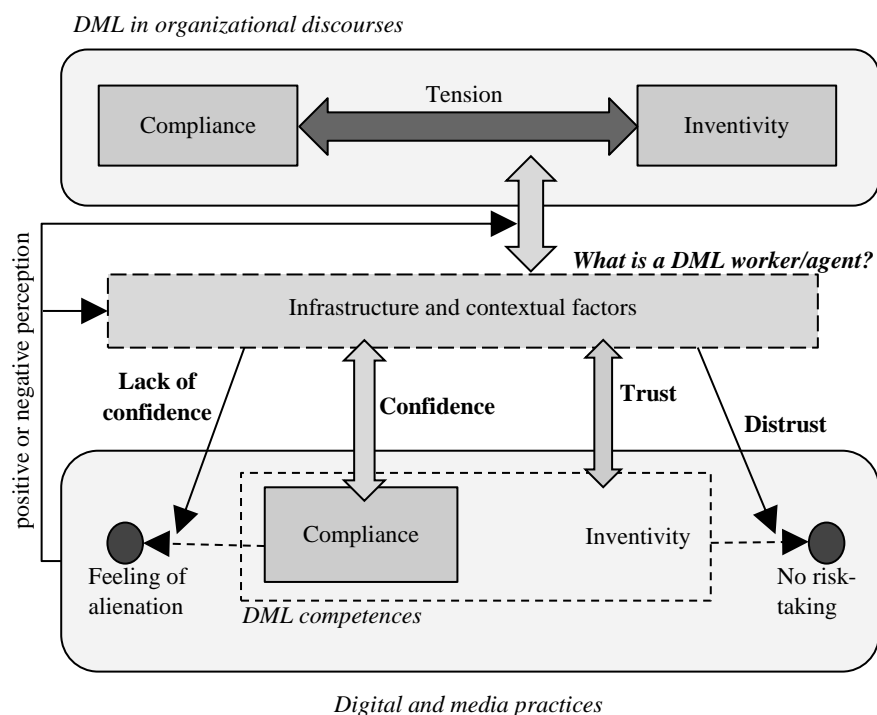 DML in organizational discourses
Tension
Compliance
Inventivity
What is a DML worker/agent?
Infrastructure and contextual factors
positive or negative perception
Lack of
confidence
Confidence
Trust
Distrust
Compliance
Inventivity
Feeling of
alienation
No risk-
taking
DML competences
Digital and media practices